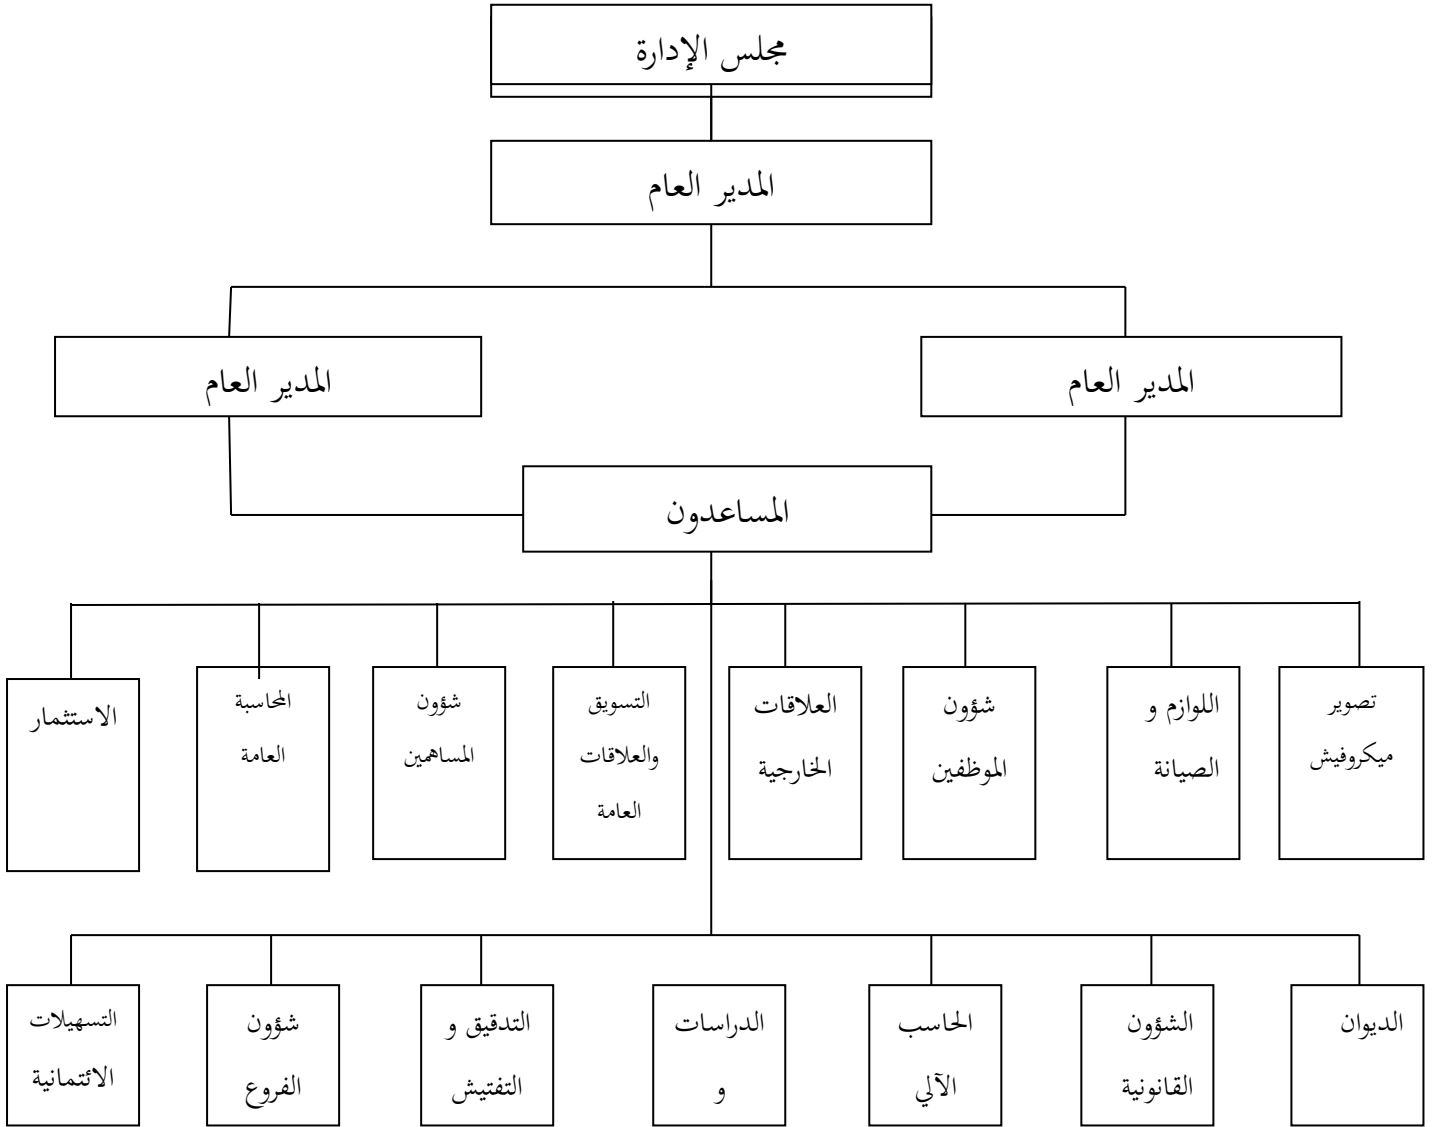 مجلس الإدارة
المدير العام
المدير العام
المدير العام
المساعدون
تصوير
ميكروفيش
اللوازم و
الصيانة
شؤون
الموظفين
العلاقات
الخارجية
التسويق
والعلاقات
العامة
شؤون
المساهمين
المحاسبة
العامة
الاستثمار
الديوان
الشؤون
القانونية
الحاسب
الآلي
الدراسات
و
التدقيق و
التفتيش
شؤون
الفروع
التسهيلات
الائتمانية